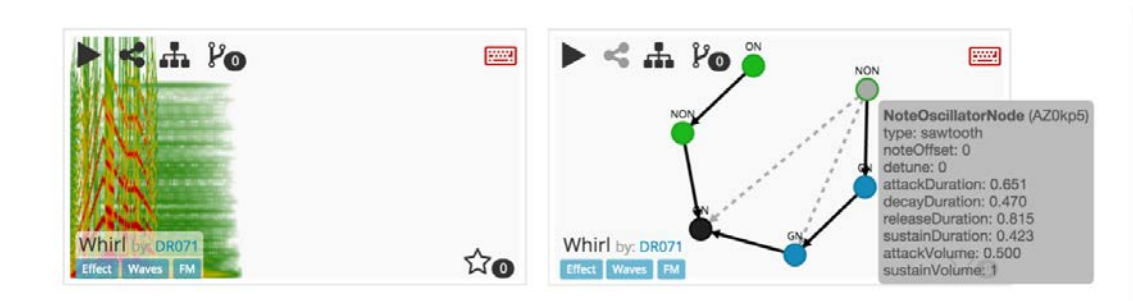 0
Whirl by: DR071
Effect Waves FM
0
0
ON
NON
NON
GN
GN
Whirl by: DR071
Effect Waves FM
NoteOscillatorNode (AZ0kp5)
type: sawtooth
noteOffset: 0
detune: 0
attackDuration: 0.651
decayDuration: 0.470
releaseDuration: 0.815
sustainDuration: 0.423
attackVolume: 0.500
sustainVolume: 1